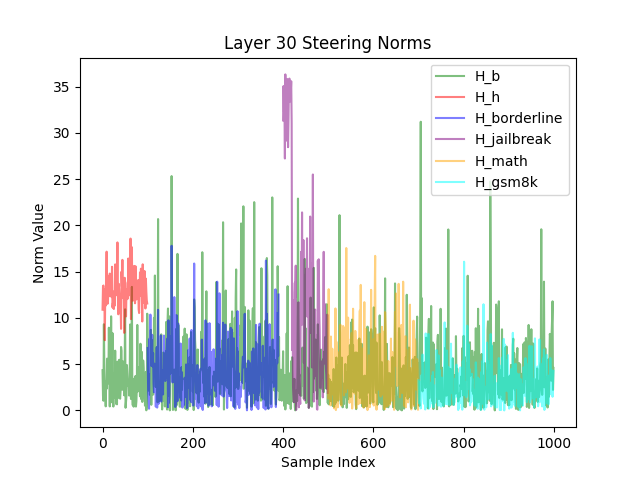 Layer 30 Steering Norms
Norm Value
35
30
25
20
15
10
5
0
0
200
400
600
800
1000
Sample Index
H_b
H_h
H_borderline
H_jailbreak
H_math
H_gsm8k